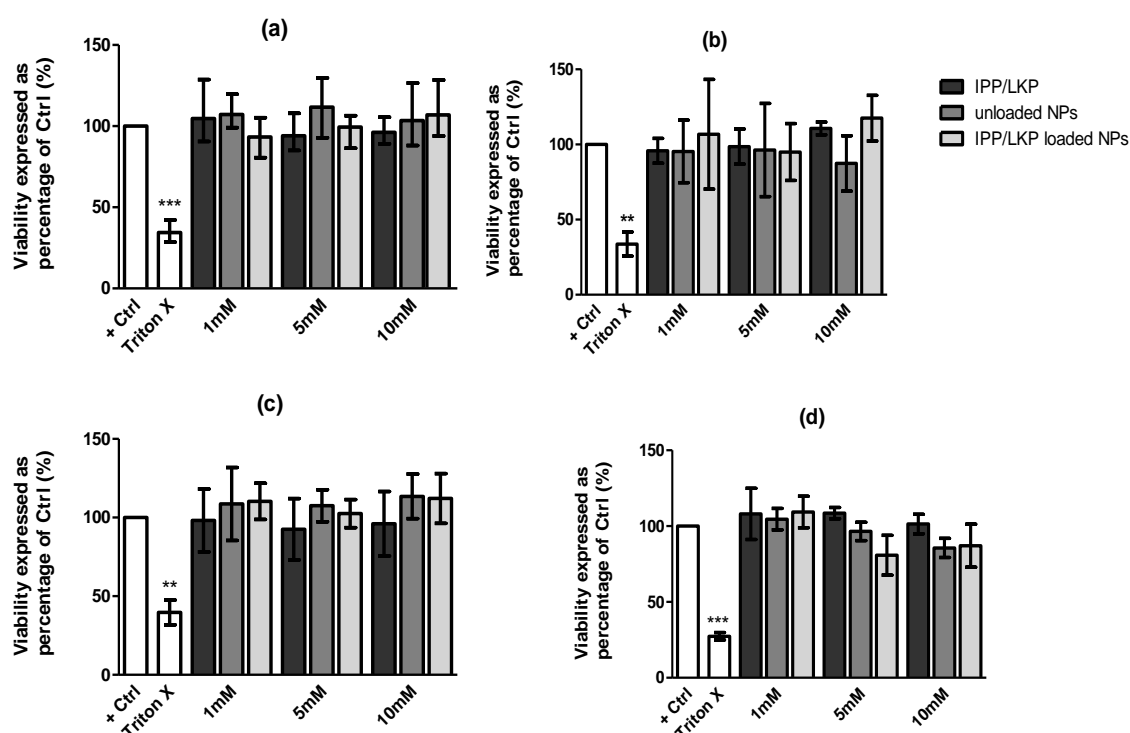 (a)
Viability expressed as
percentage of Ctrl (%)
150
100
50
0
***
+ Ctrl
Triton X
1mM
5mM
10mM
(b)
Viability expressed as
percentage of Ctrl (%)
150
100
50
0
**
+ Ctrl
Triton X
1mM
5mM
10mM
IPP/LKP
unloaded NPs
IPP/LKP loaded NPs
(c)
Viability expressed as
percentage of Ctrl (%)
150
100
50
0
**
+ Ctrl
Triton X
1mM
5mM
10mM
(d)
Viability expressed as
percentage of Ctrl (%)
150
100
50
0
***
+ Ctrl
Triton X
1mM
5mM
10mM